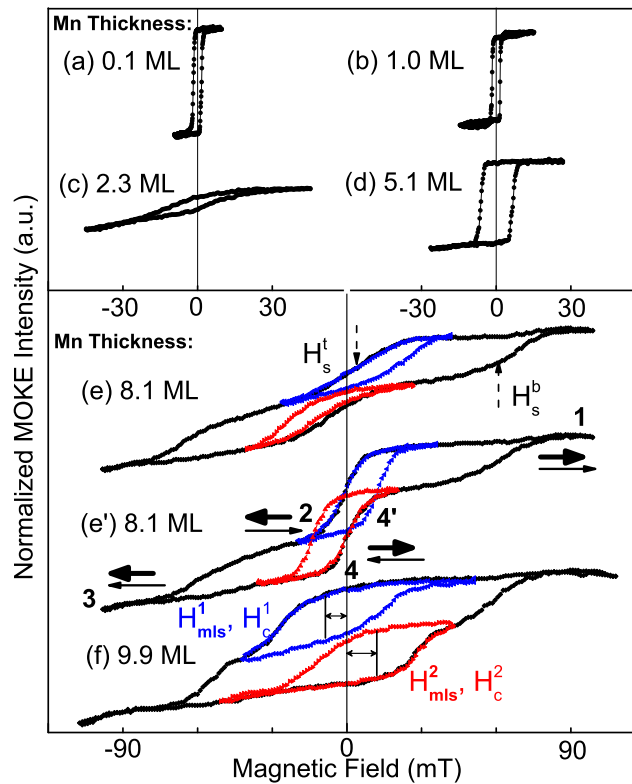 Normalized MOKE Intensity (a.u.)
Mn Thickness:
(a) 0.1 ML
(b) 1.0 ML
(c) 2.3 ML
(d) 5.1 ML
-30 0 30 -30 0 30
Mn Thickness:
H_s^t
(e) 8.1 ML
H_s^b
1
(e') 8.1 ML
2
4'
4
3
H_mls^1, H_c^1
(f) 9.9 ML
H_mls^2, H_c^2
-90 0 90
Magnetic Field (mT)